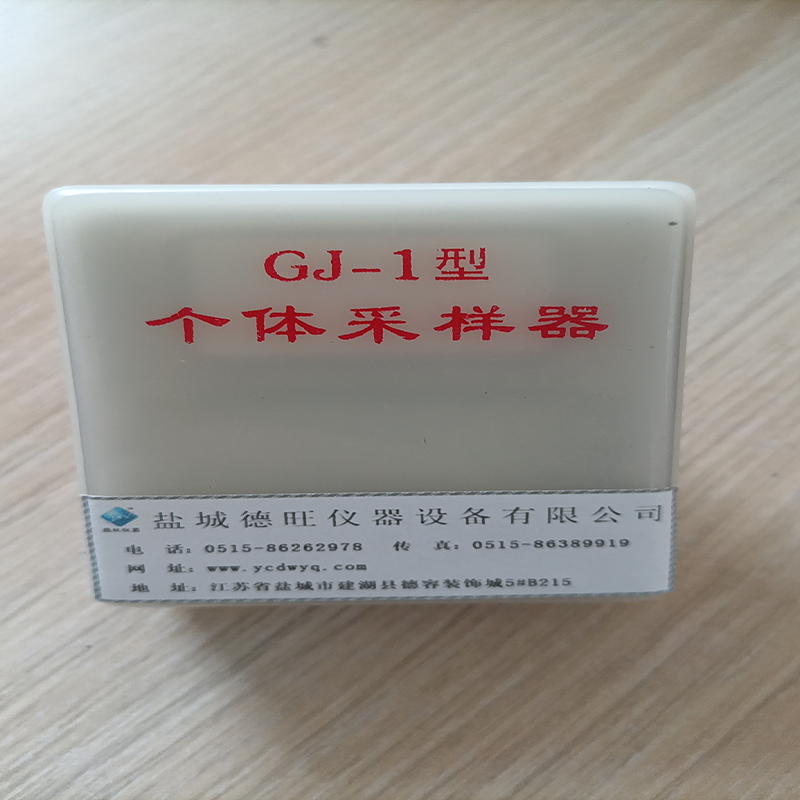 GJ-1型
个体采样器
盐城德旺仪器设备有限公司
电 话：0515-86262978 传 真：0515-86389919
网 址：www.ycdwyq.com
地 址：江苏省盐城市建湖县德容装饰城5#B215